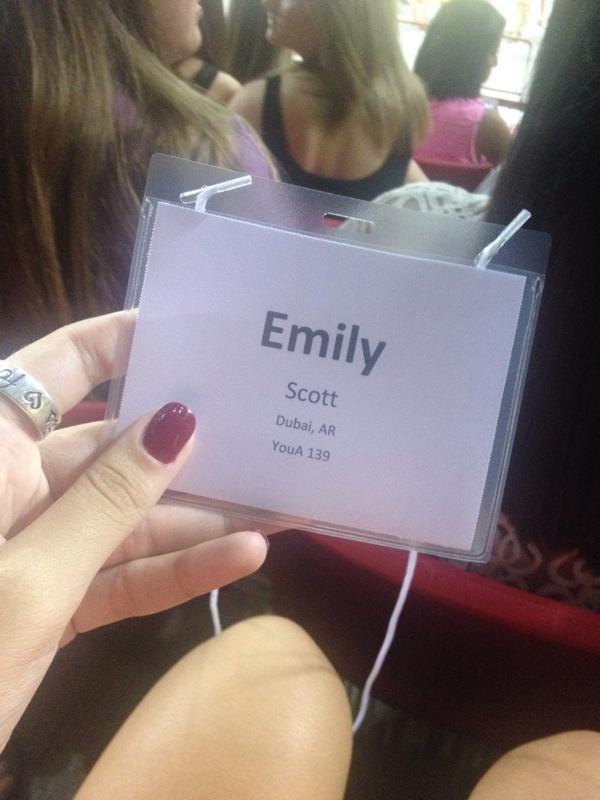 Emily
Scott
Dubai, AR
YouA 139